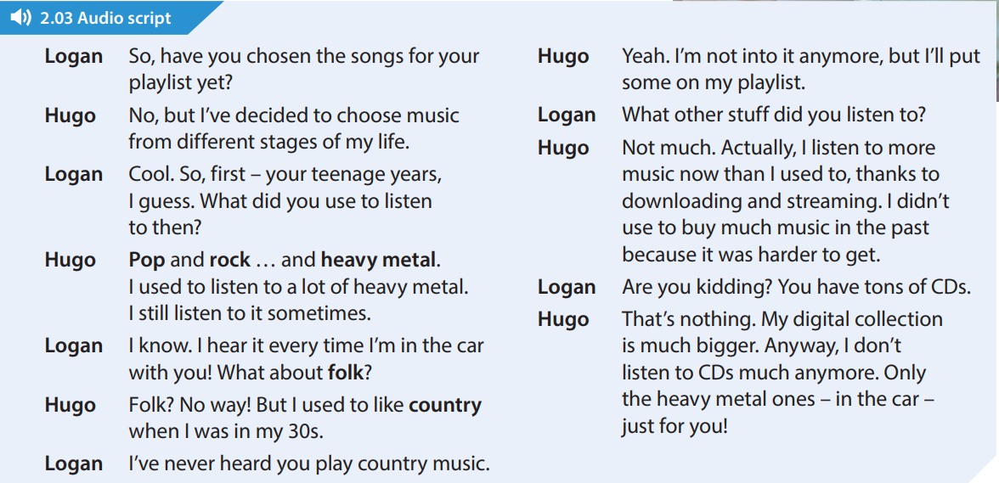 2.03 Audio script
Logan So, have you chosen the songs for your
playlist yet?
Hugo No, but I've decided to choose music
from different stages of my life.
Logan Cool. So, first – your teenage years,
I guess. What did you use to listen
to then?
Hugo Pop and rock … and heavy metal.
I used to listen to a lot of heavy metal.
I still listen to it sometimes.
Logan I know. I hear it every time I'm in the car
with you! What about folk?
Hugo Folk? No way! But I used to like country
when I was in my 30s.
Logan I've never heard you play country music.
Hugo Yeah. I'm not into it anymore, but I'll put
some on my playlist.
Logan What other stuff did you listen to?
Hugo Not much. Actually, I listen to more
music now than I used to, thanks to
downloading and streaming. I didn't
use to buy much music in the past
because it was harder to get.
Logan Are you kidding? You have tons of CDs.
Hugo That's nothing. My digital collection
is much bigger. Anyway, I don't
listen to CDs much anymore. Only
the heavy metal ones – in the car –
just for you!